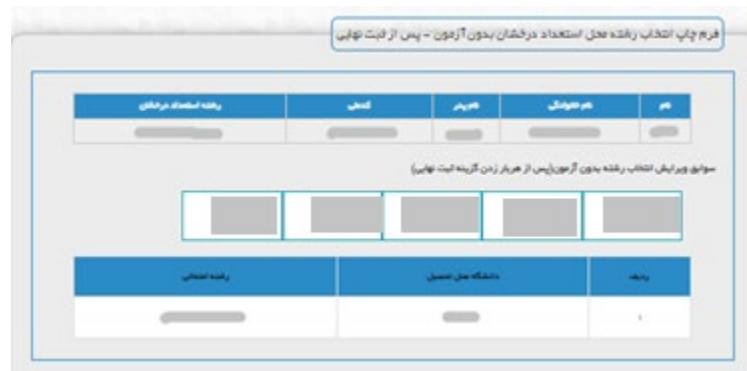 فرم چاپ انتخاب رشته محل استعداد درخشان بدون آزمون - پس از ثبت نهایی
نام نام خانوادگی نام پدر کدملی رشته استعداد درخشان
سوابق ویرایش انتخاب رشته بدون آزمون(پس از هربار زدن گزینه ثبت نهایی)
ردیف دانشگاه محل تحصیل رشته انتخابی
۱